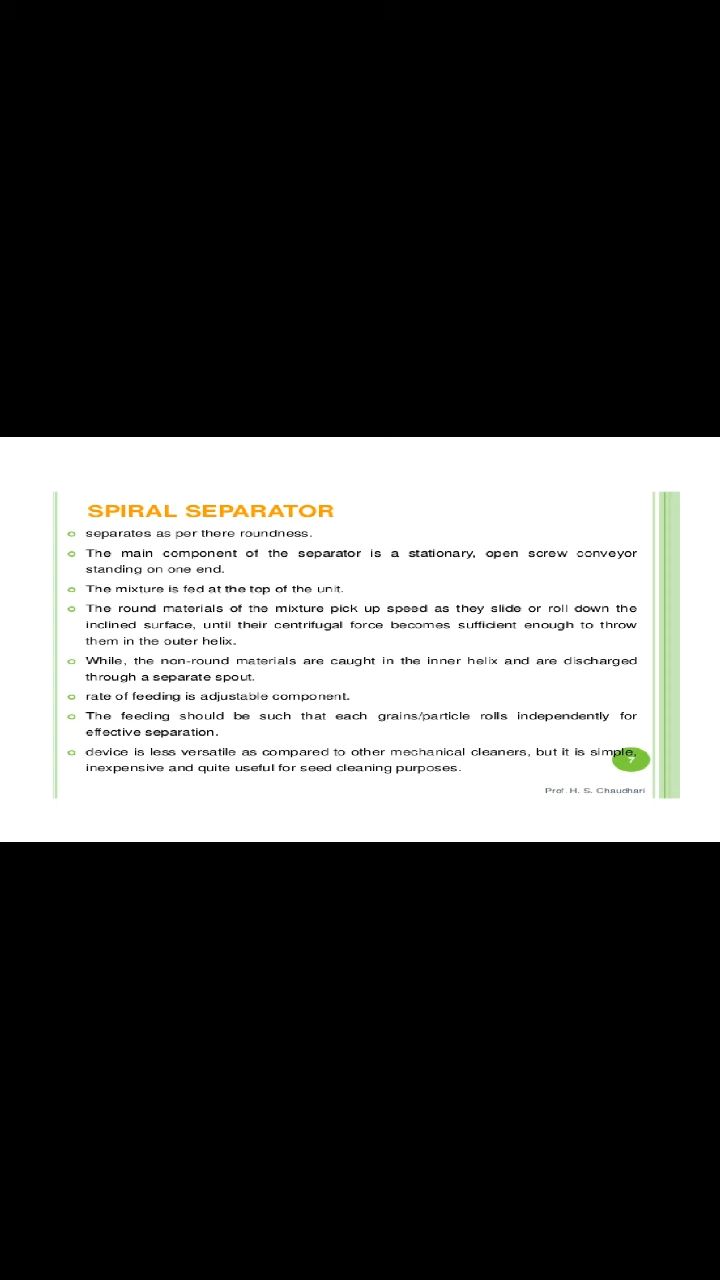 SPIRAL SEPARATOR
separates as per there roundness.
The main component of the separator is a stationary, open screw conveyor
standing on one end.
The mixture is fed at the top of the unit.
The round materials of the mixture pick up speed as they slide or roll down the
inclined surface, until their centrifugal force becomes sufficient enough to throw
them in the outer helix.
While, the non-round materials are caught in the inner helix and are discharged
through a separate spout.
rate of feeding is adjustable component.
The feeding should be such that each grains/particle rolls independently for
effective separation.
device is less versatile as compared to other mechanical cleaners, but it is simple,
inexpensive and quite useful for seed cleaning purposes.
7
Prof. H. S. Chaudhari